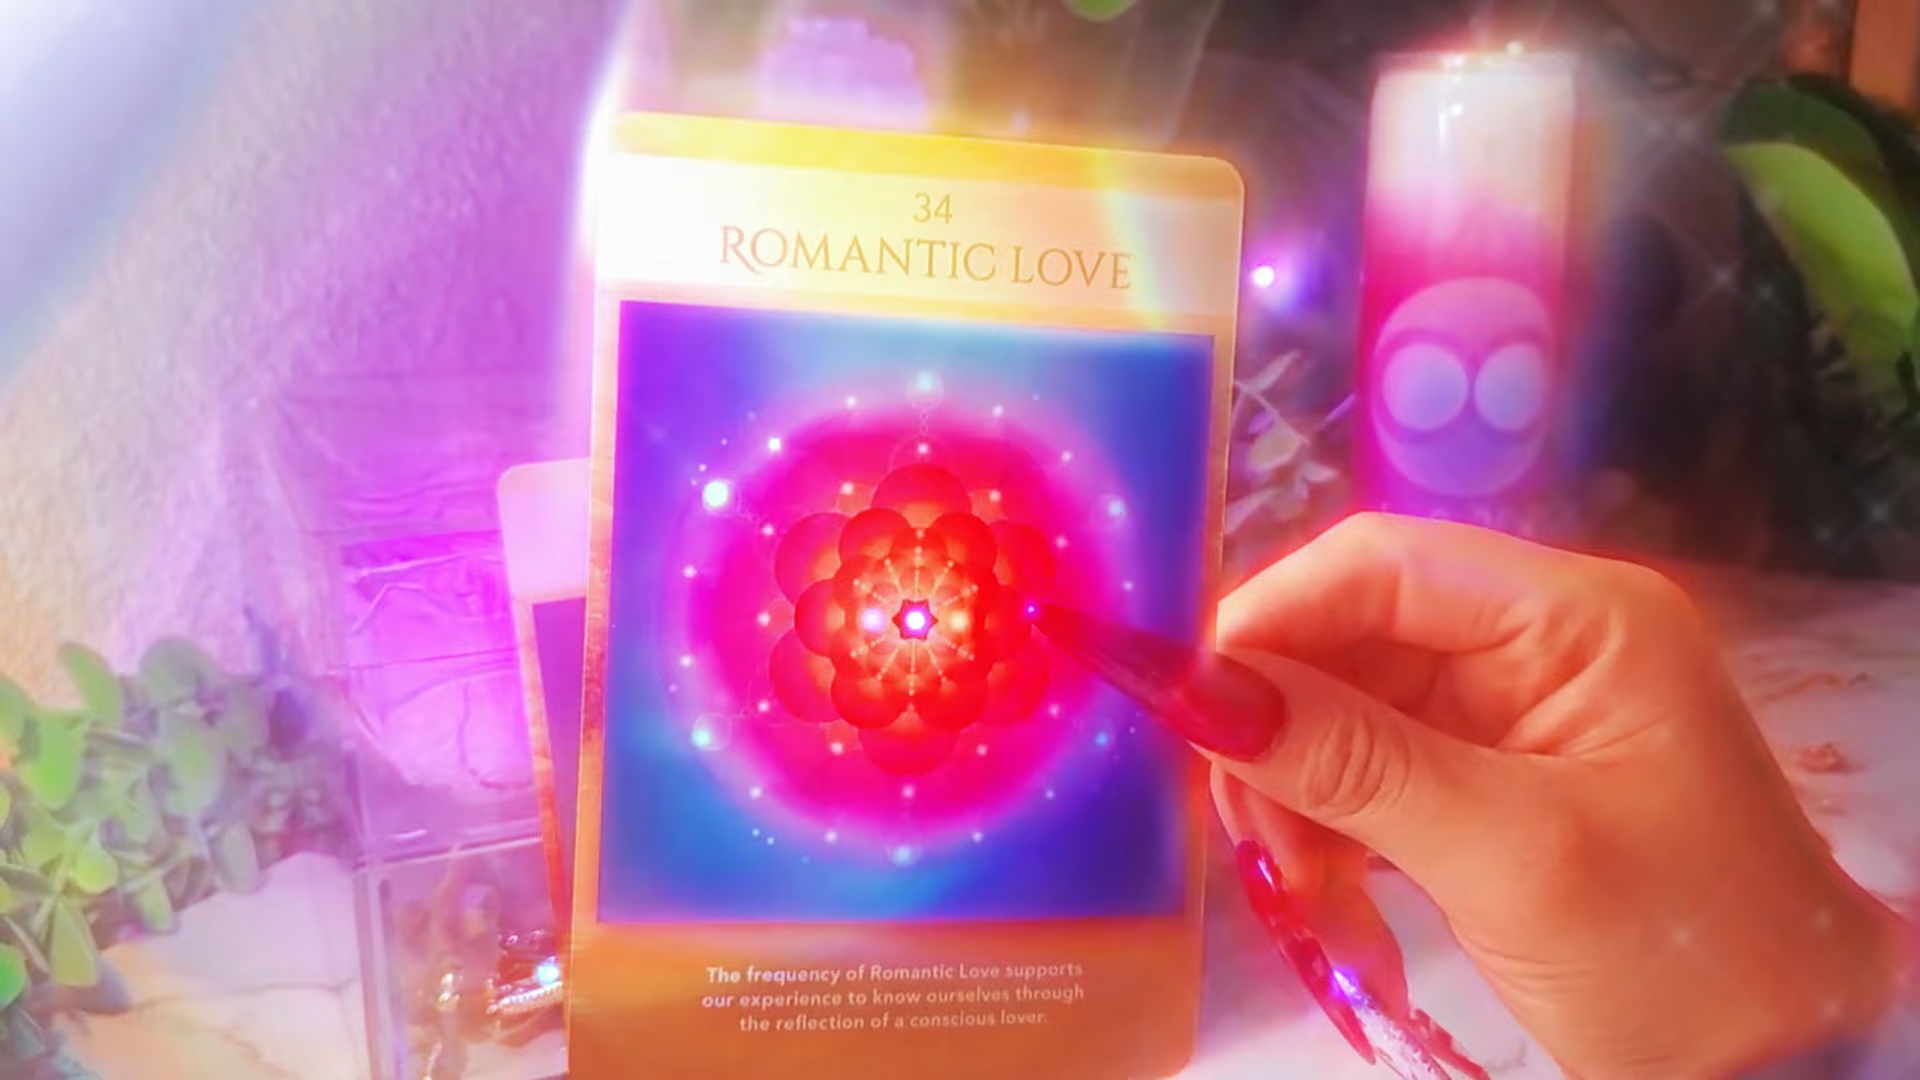 34
ROMANTIC LOVE
The frequency of Romantic Love supports
our experience to know ourselves through
the reflection of a conscious lover.